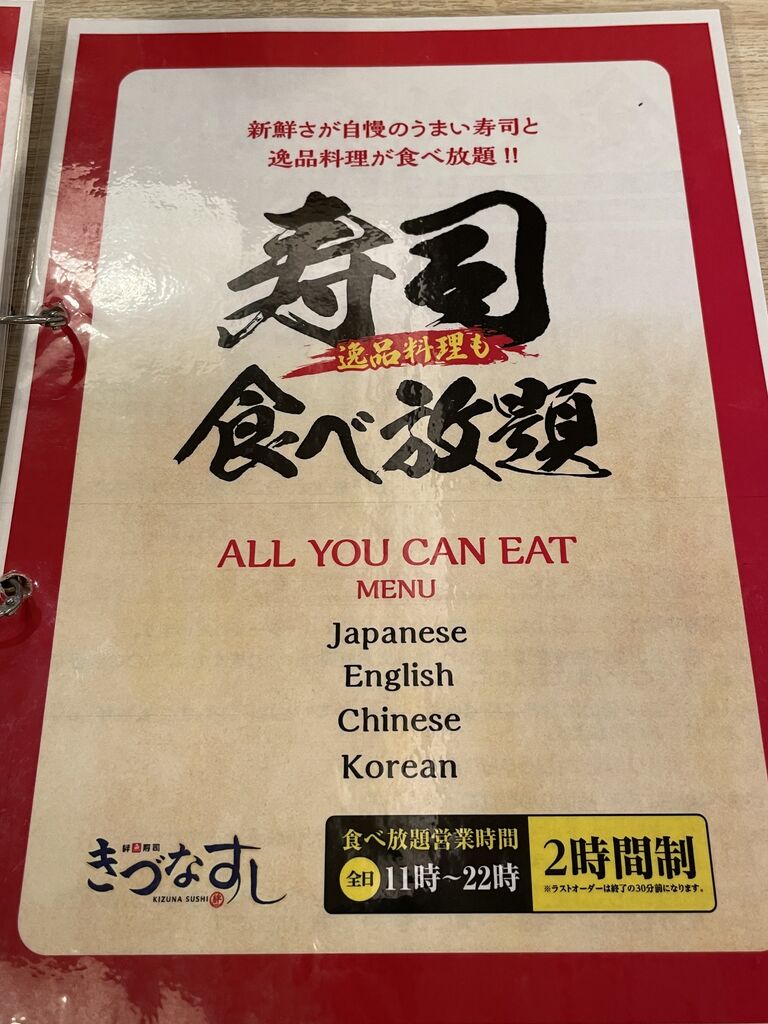 新鮮さが自慢のうまい寿司と
逸品料理が食べ放題!!
寿司
逸品料理も
食べ放題
ALL YOU CAN EAT
MENU
Japanese
English
Chinese
Korean
食べ放題営業時間
全日 11時～22時
2時間制
※ラストオーダーは終了の30分前になります。
絆 寿司
きづなすし
KIZUNA SUSHI 絆